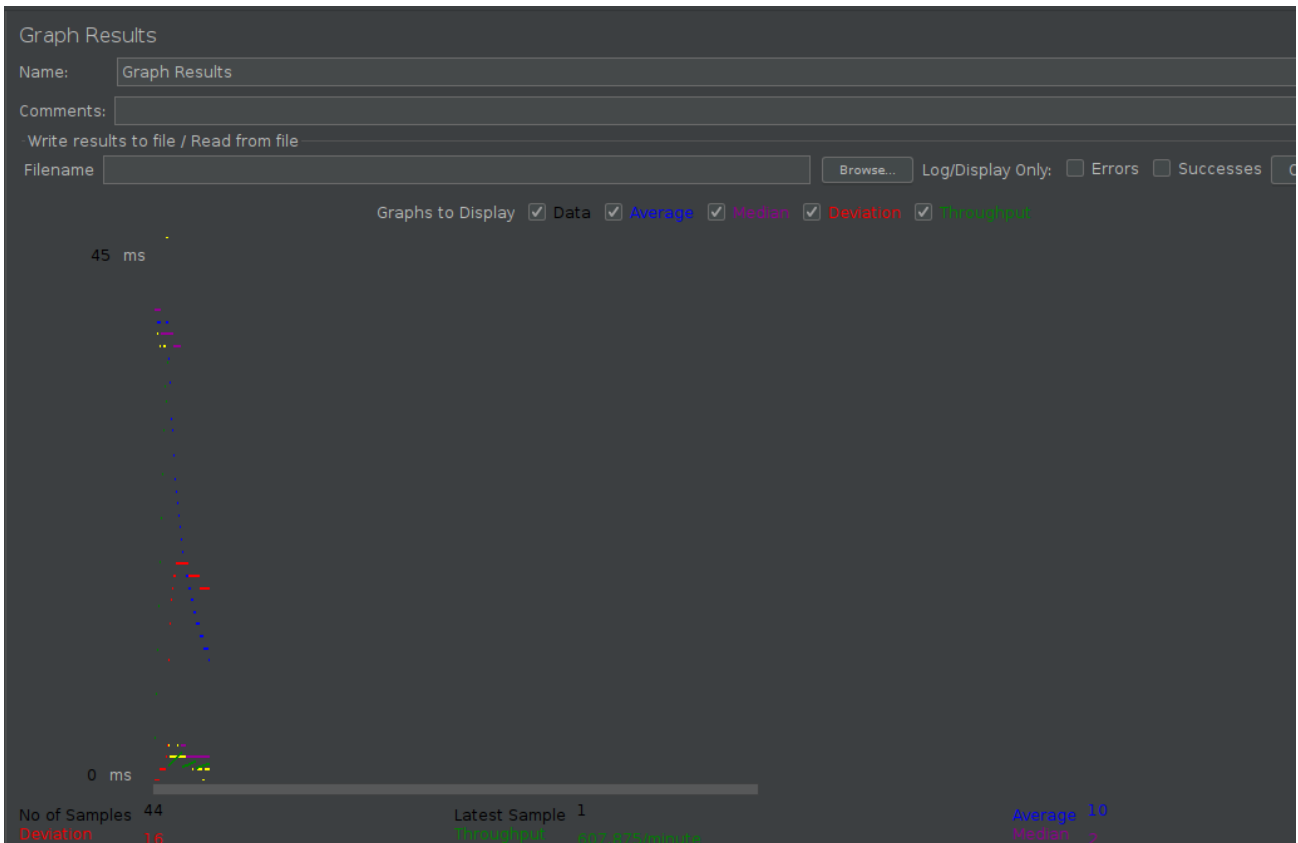 Graph Results
Name: Graph Results
Comments:
Write results to file / Read from file
Filename Browse... Log/Display Only: Errors Successes
Graphs to Display Data Average Median Deviation Throughput
45 ms
0 ms
No of Samples 44 Latest Sample 1 Average 10
Deviation 16 Throughput 607.875/minute Median